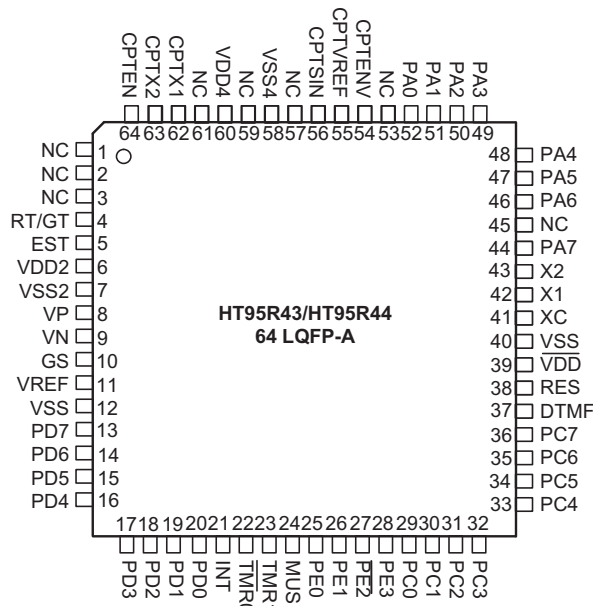 CPTEN CPTX2 CPTX1 NC VDD4 NC VSS4 NC CPTSIN CPTVREF CPTENV NC PA0 PA1 PA2 PA3
64 63 62 61 60 59 58 57 56 55 54 53 52 51 50 49
NC 1
NC 2
NC 3
RT/GT 4
EST 5
VDD2 6
VSS2 7
VP 8
VN 9
GS 10
VREF 11
VSS 12
PD7 13
PD6 14
PD5 15
PD4 16
HT95R43/HT95R44
64 LQFP-A
48 PA4
47 PA5
46 PA6
45 NC
44 PA7
43 X2
42 X1
41 XC
40 VSS
39 VDD
38 RES
37 DTMF
36 PC7
35 PC6
34 PC5
33 PC4
17 18 19 20 21 22 23 24 25 26 27 28 29 30 31 32
PD3 PD2 PD1 PD0 INT MUS PE0 PE1 PE2 PE3 PC0 PC1 PC2 PC3